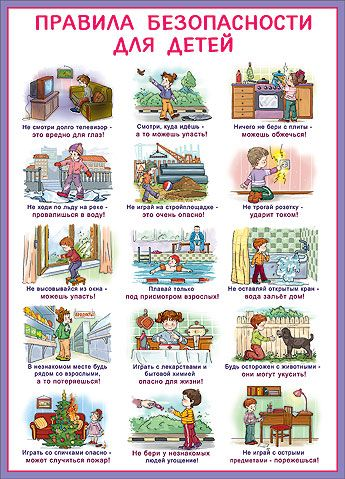 ПРАВИЛА БЕЗОПАСНОСТИ
ДЛЯ ДЕТЕЙ
Не смотри долго телевизор -
это вредно для глаз!
Смотри, куда идёшь -
а то можешь упасть!
Ничего не бери с плиты -
можешь обжечься!
Не ходи по льду на реке -
провалишься в воду!
Не играй на стройплощадке -
это очень опасно!
Не трогай розетку -
ударит током!
Не высовывайся из окна -
можешь упасть!
Плавай только
под присмотром взрослых!
Не оставляй открытым кран -
вода зальёт дом!
В незнакомом месте будь
рядом со взрослыми,
а то потеряешься!
Играть с лекарствами и
бытовой химией
опасно для жизни!
Будь осторожен с животными -
они могут укусить!
Играть со спичками опасно -
может случиться пожар!
Не бери у незнакомых
людей угощение!
Не играй с острыми
предметами - порежешься!